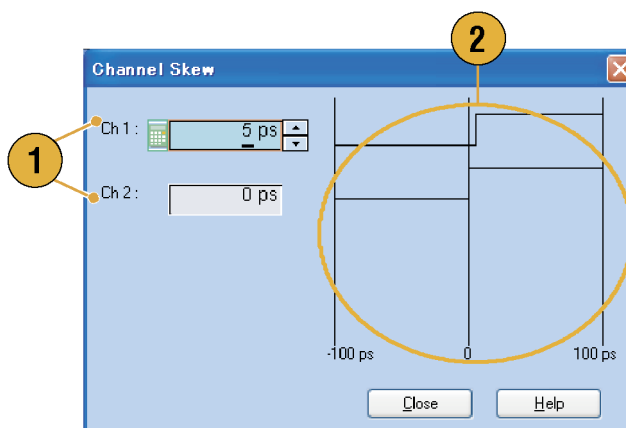 2
Channel Skew
1
Ch 1 :
5 ps
Ch 2 :
0 ps
-100 ps
0
100 ps
Close
Help